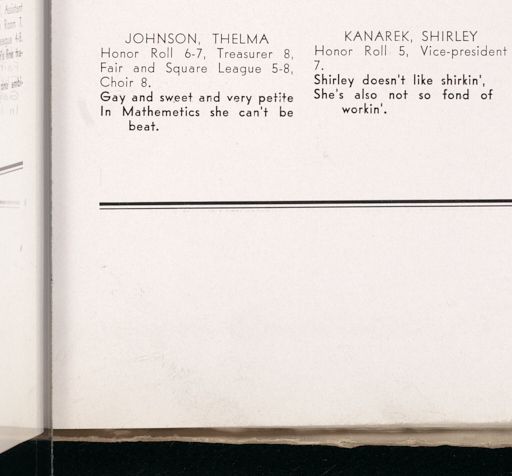 JOHNSON, THELMA
Honor Roll 6-7, Treasurer 8,
Fair and Square League 5-8,
Choir 8.
Gay and sweet and very petite
In Mathemetics she can't be
beat.
KANAREK, SHIRLEY
Honor Roll 5, Vice-president
7.
Shirley doesn't like shirkin',
She's also not so fond of
workin'.